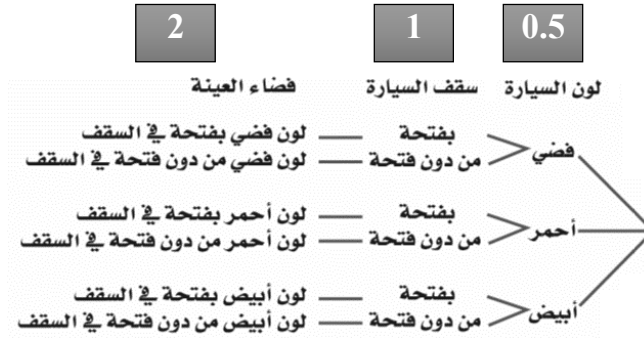 0.5 1 2
لون السيارة سقف السيارة فضاء العينة
بفتحة لون فضي بفتحة في السقف
فضي
من دون فتحة لون فضي من دون فتحة في السقف
بفتحة لون أحمر بفتحة في السقف
أحمر
من دون فتحة لون أحمر من دون فتحة في السقف
بفتحة لون أبيض بفتحة في السقف
أبيض
من دون فتحة لون أبيض من دون فتحة في السقف